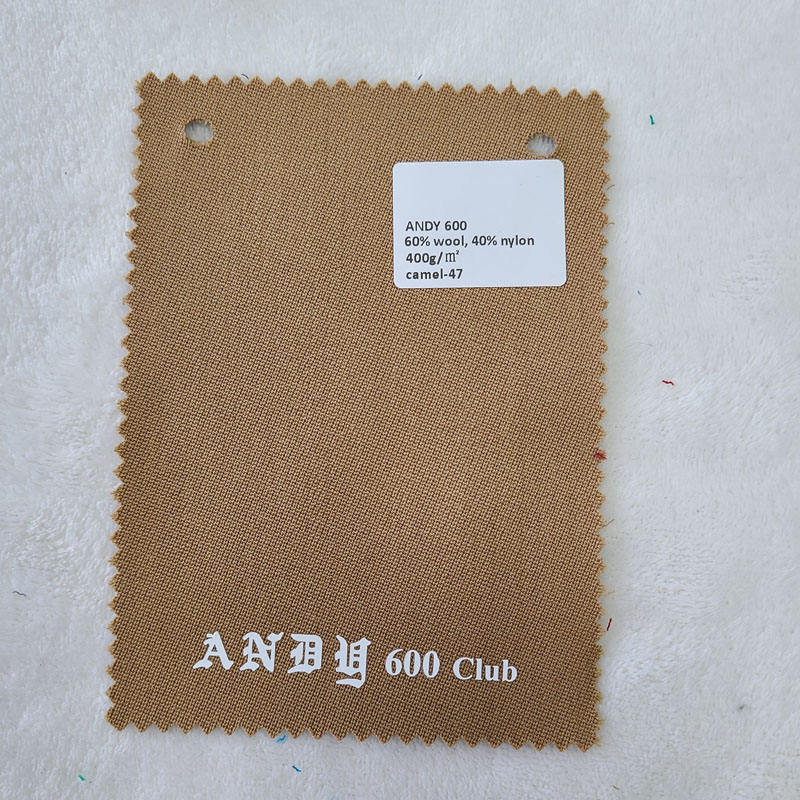 ANDY 600
60% wool, 40% nylon
400g/㎡
camel-47
ANDY 600 Club